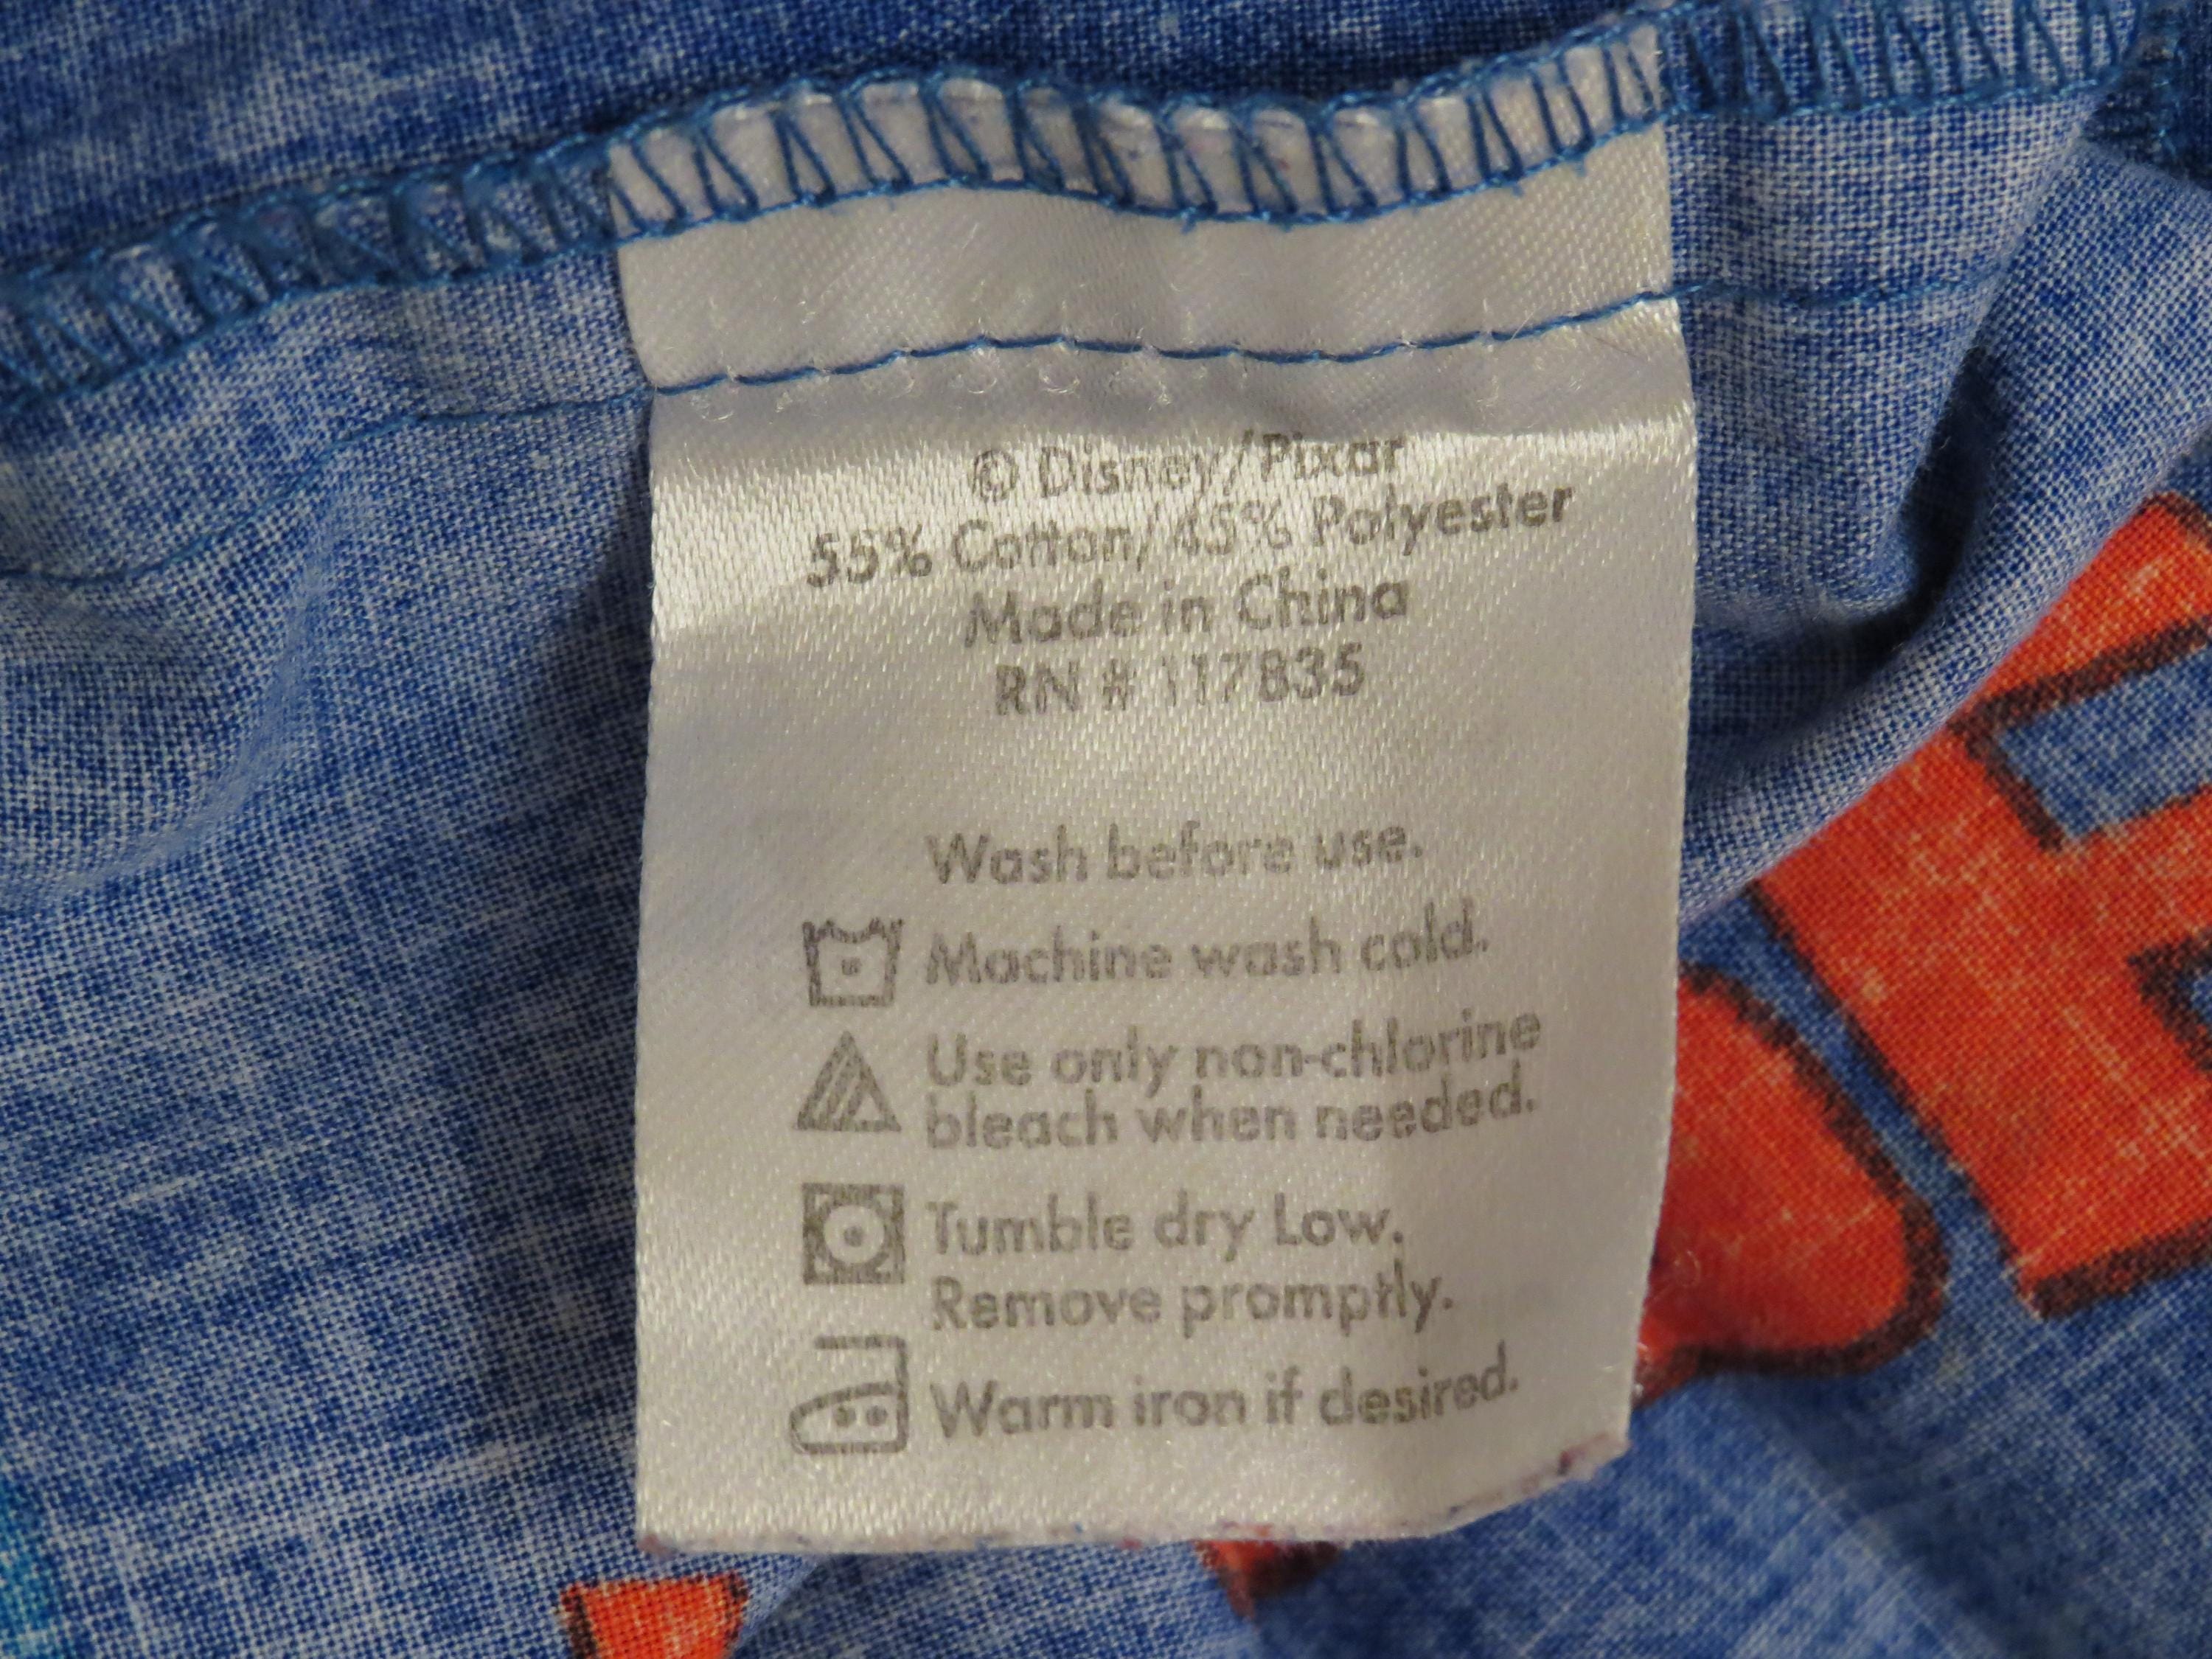 © Disney/Pixar
55% Cotton/45% Polyester
Made in China
RN # 117835
Wash before use.
Machine wash cold.
Use only non-chlorine
bleach when needed.
Tumble dry Low.
Remove promptly.
Warm iron if desired.